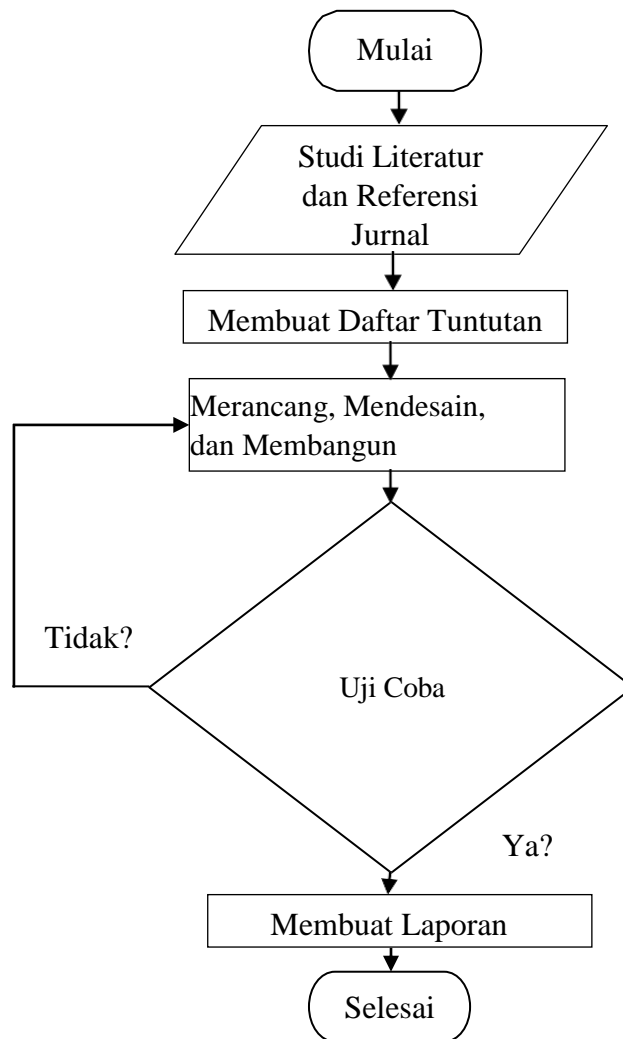 Mulai
Studi Literatur
dan Referensi
Jurnal
Membuat Daftar Tuntutan
Merancang, Mendesain,
dan Membangun
Tidak?
Uji Coba
Ya?
Membuat Laporan
Selesai